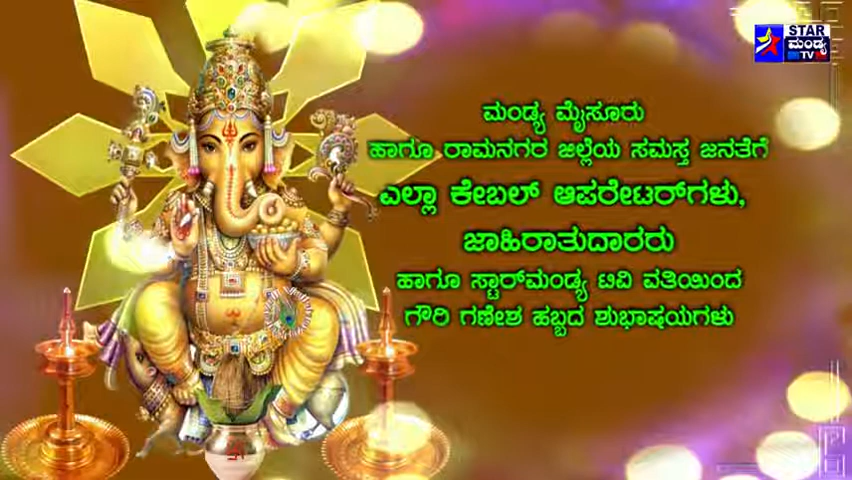 STAR
ಮಂಡ್ಯ
TV
ಮಂಡ್ಯ ಮೈಸೂರು
ಹಾಗೂ ರಾಮನಗರ ಜಿಲ್ಲೆಯ ಸಮಸ್ತ ಜನತೆಗೆ
ಎಲ್ಲಾ ಕೇಬಲ್ ಆಪರೇಟರ್‌ಗಳು,
ಜಾಹಿರಾತುದಾರರು
ಹಾಗೂ ಸ್ಟಾರ್‌ಮಂಡ್ಯ ಟಿವಿ ವತಿಯಿಂದ
ಗೌರಿ ಗಣೇಶ ಹಬ್ಬದ ಶುಭಾಷಯಗಳು